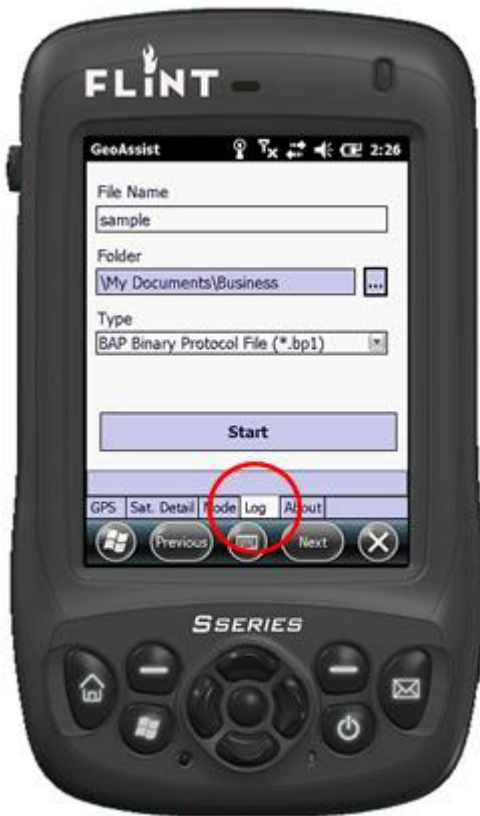 FLINT
GeoAssist 2:26
File Name
sample
Folder
\My Documents\Business
...
Type
BAP Binary Protocol File (*.bp1)
Start
GPS Sat. Detail Mode Log About
Previous Next
SSERIES